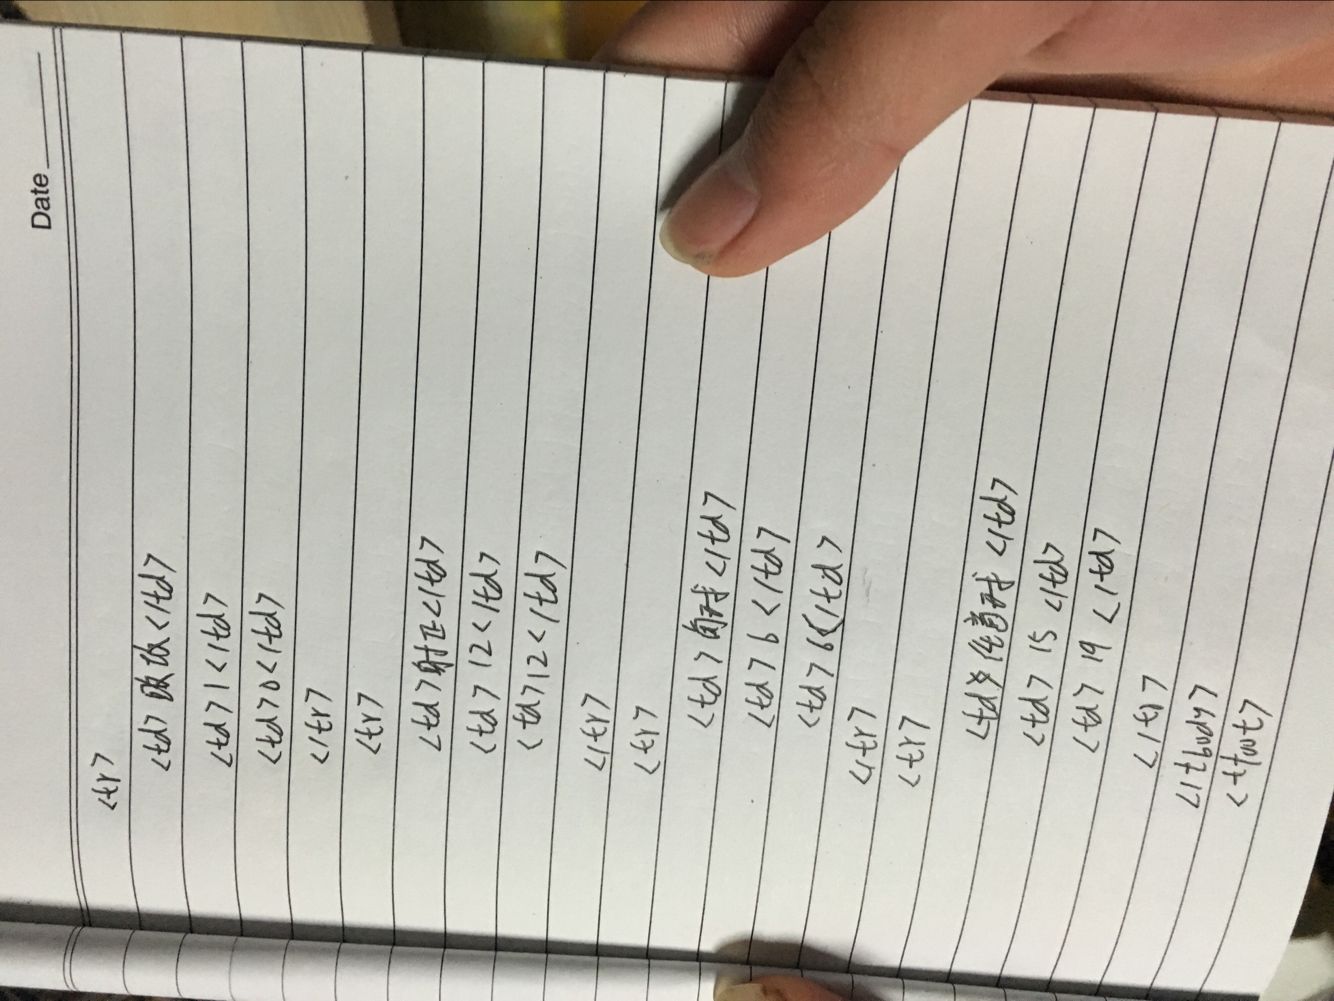 Date
<tr>
<td> 败攻</td>
<td>1</td>
<td>0</td>
</tr>
<tr>
<td>射正</td>
<td>12</td>
<td>12</td>
</tr>
<tr>
<td>角球</td>
<td>6</td>
<td>6</td>
</tr>
<tr>
<td>任意球</td>
<td>15</td>
<td>19</td>
</tr>
</tbody>
<tfoot>